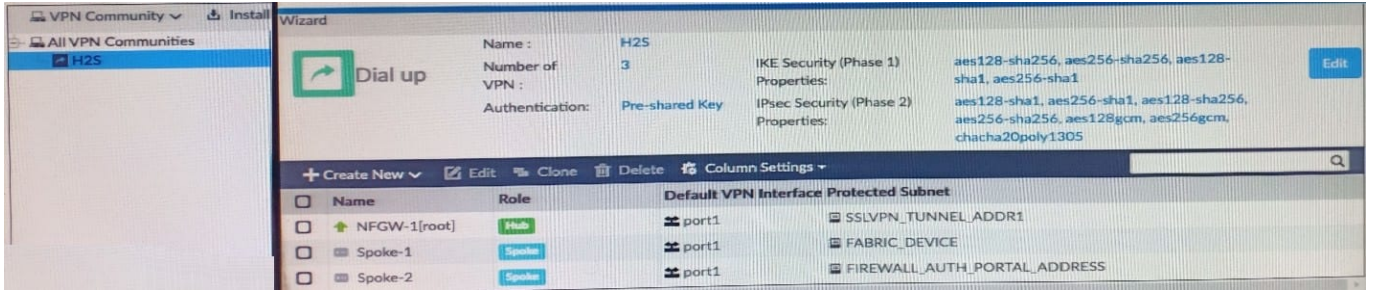 VPN Community Install
Wizard
All VPN Communities
H2S
Dial up
Name : H2S
Number of VPN : 3
Authentication: Pre-shared Key
IKE Security (Phase 1) Properties:
aes128-sha256, aes256-sha256, aes128-
sha1, aes256-sha1
IPsec Security (Phase 2) Properties:
aes128-sha1, aes256-sha1, aes128-sha256,
aes256-sha256, aes128gcm, aes256gcm,
chacha20poly1305
Edit
Create New Edit Clone Delete Column Settings
Name Role Default VPN Interface Protected Subnet
NFGW-1[root] Hub port1 SSLVPN_TUNNEL_ADDR1
Spoke-1 Spoke port1 FABRIC_DEVICE
Spoke-2 Spoke port1 FIREWALL_AUTH_PORTAL_ADDRESS